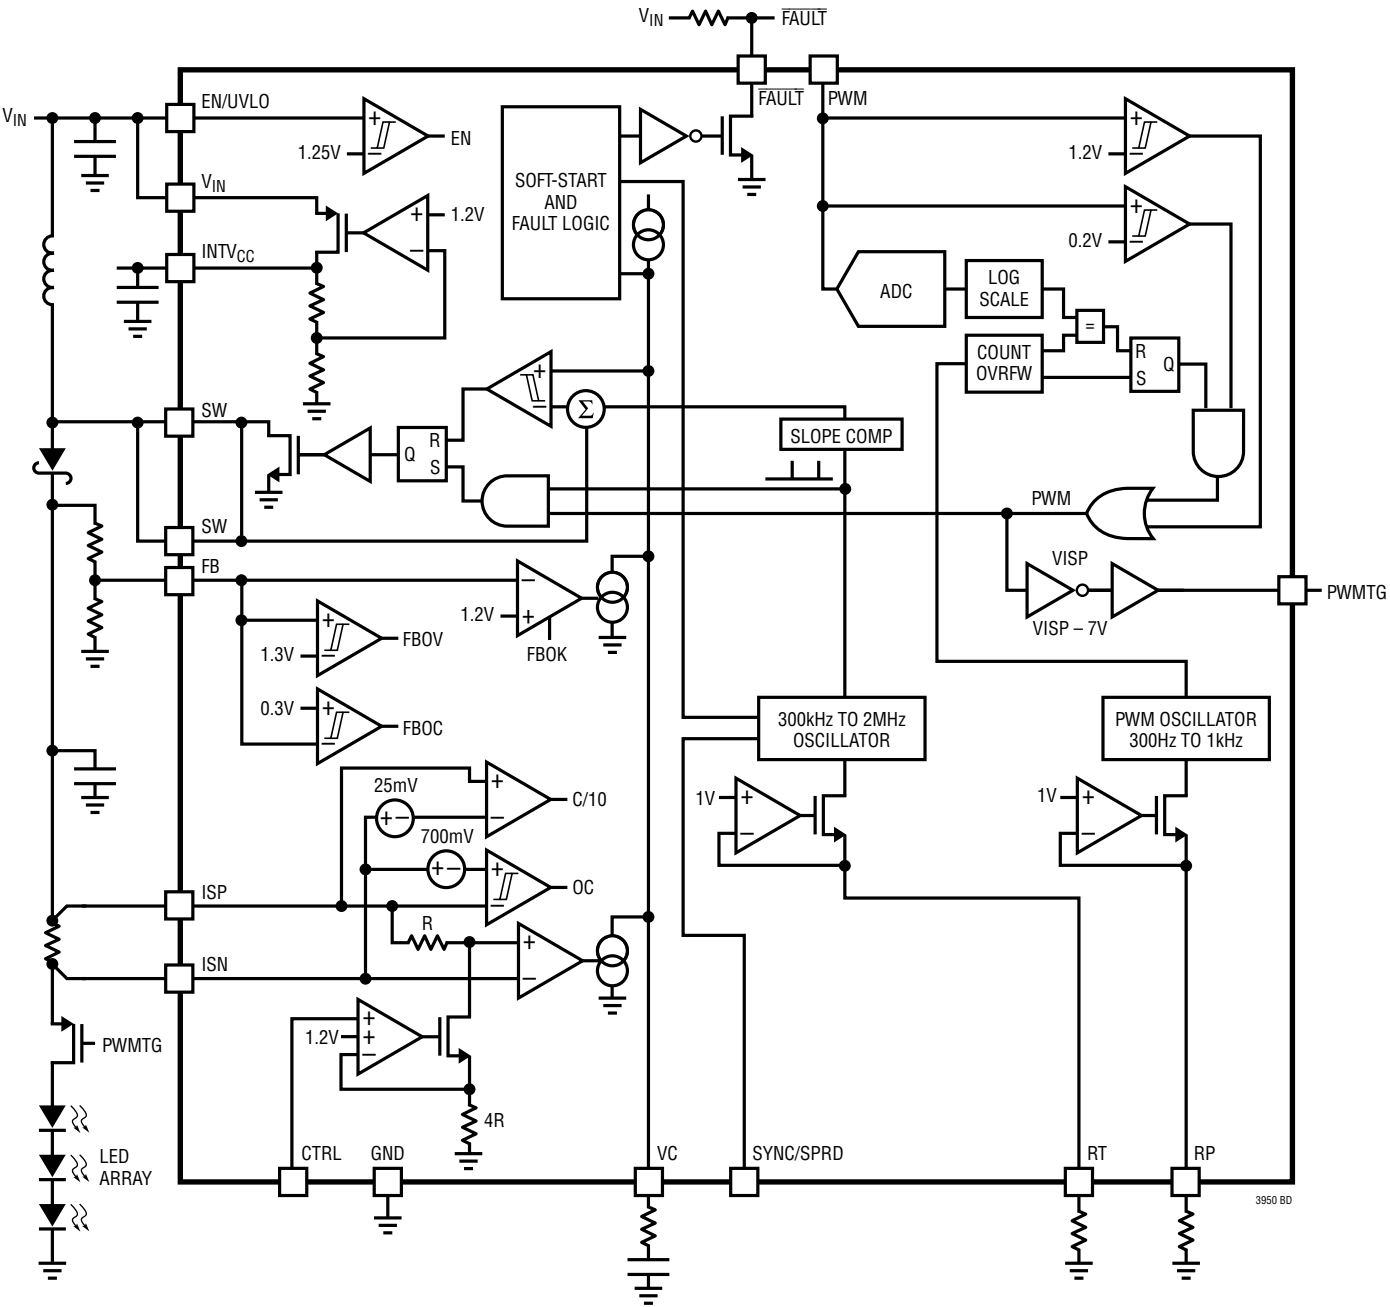 VIN FAULT
FAULT PWM
EN/UVLO
VIN
+
−
1.25V
EN
+
−
1.2V
+
−
0.2V
VIN
+
−
1.2V
INTVCC
SOFT-START
AND
FAULT LOGIC
ADC
LOG
SCALE
=
COUNT
OVRFW
R
S
Q
+
−
Σ
SW
Q
R
S
SLOPE COMP
PWM
SW
FB
−
+
1.2V
FBOK
VISP
VISP – 7V
PWMTG
+
−
1.3V
FBOV
0.3V
+
−
FBOC
300kHz TO 2MHz
OSCILLATOR
PWM OSCILLATOR
300Hz TO 1kHz
25mV
+ −
+
−
C/10
700mV
+ −
+
−
OC
1V
+
−
1V
+
−
ISP
R
+
−
ISN
1.2V
+
+
−
PWMTG
4R
LED
ARRAY
CTRL
GND
VC
SYNC/SPRD
RT
RP
3950 BD